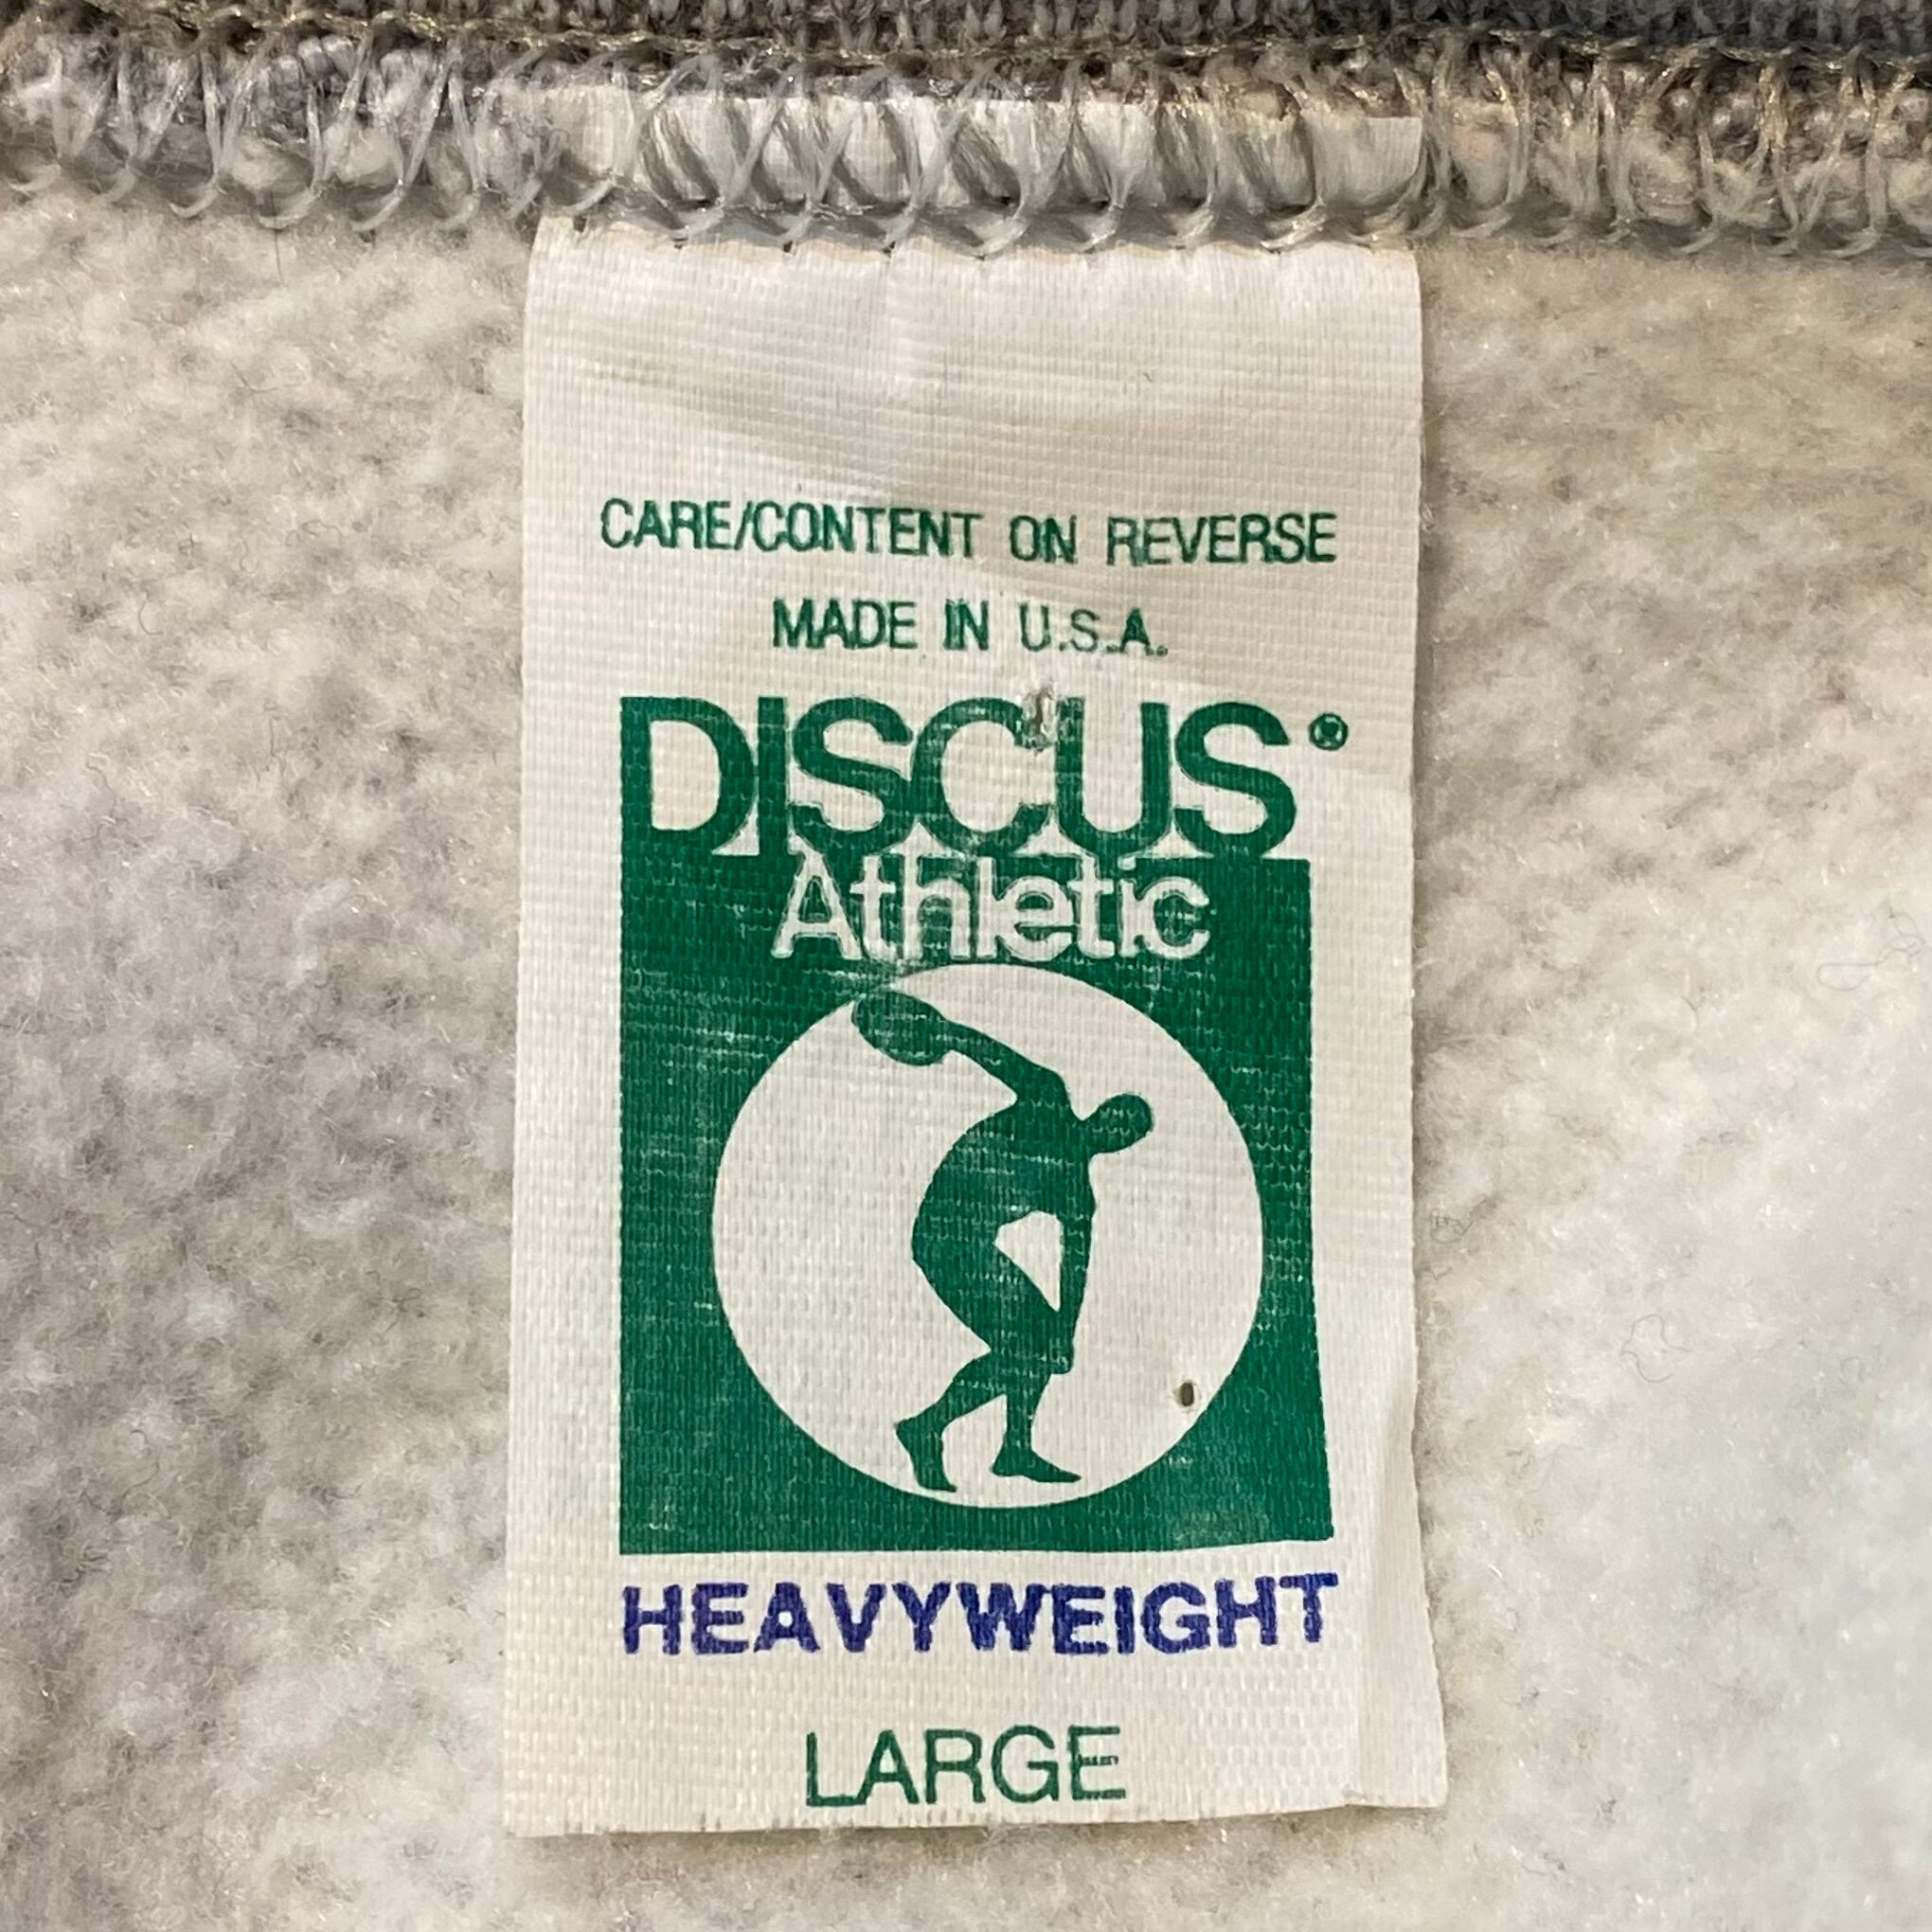 CARE/CONTENT ON REVERSE
MADE IN U.S.A.
DISCUS®
Athletic
HEAVYWEIGHT
LARGE